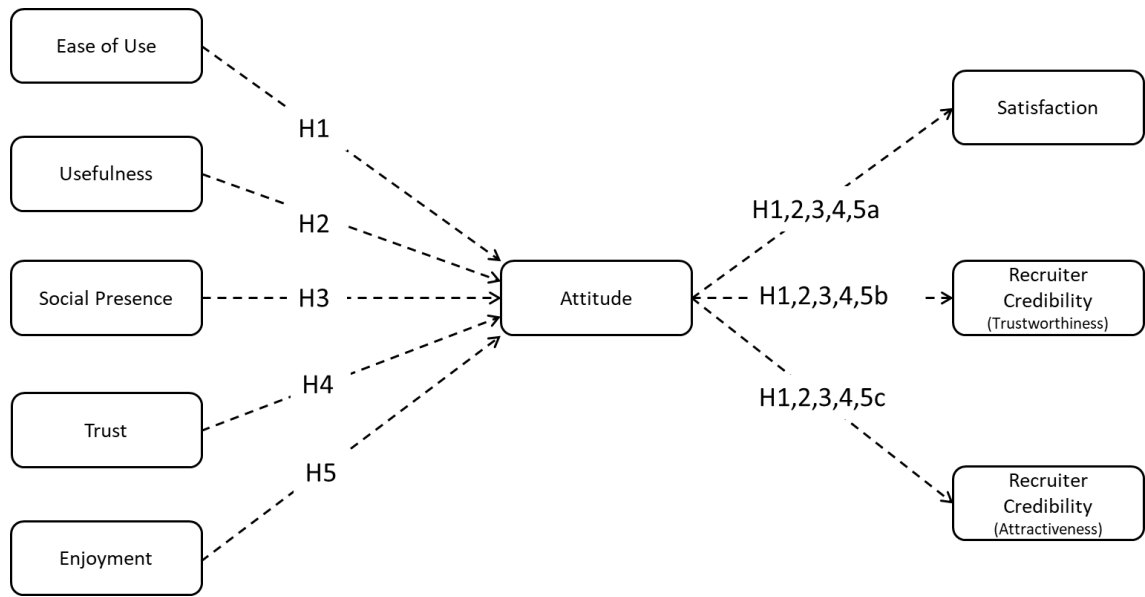 Ease of Use
Usefulness
Social Presence
Trust
Enjoyment
H1
H2
H3
H4
H5
Attitude
H1,2,3,4,5a
H1,2,3,4,5b
H1,2,3,4,5c
Satisfaction
Recruiter
Credibility
(Trustworthiness)
Recruiter
Credibility
(Attractiveness)